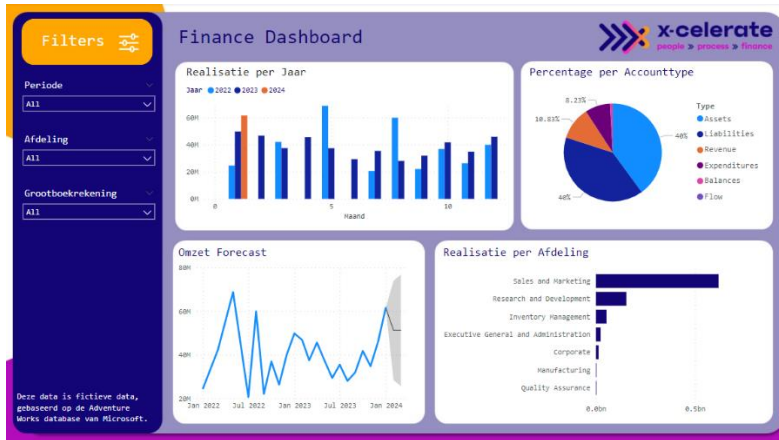 Filters
Finance Dashboard
x-celerate
people » process » finance
Periode
All
Afdeling
All
Grootboekrekening
All
Deze data is fictieve data,
gebaseerd op de Adventure
Works database van Microsoft.
Realisatie per Jaar
Jaar 2022 2023 2024
60M
40M
20M
0M
0 5 10
Maand
Percentage per Accounttype
8.23%
10.83%
40%
40%
Type
Assets
Liabilities
Revenue
Expenditures
Balances
Flow
Omzet Forecast
80M
60M
40M
20M
Jan 2022 Jul 2022 Jan 2023 Jul 2023 Jan 2024
Realisatie per Afdeling
Sales and Marketing
Research and Development
Inventory Management
Executive General and Administration
Corporate
Manufacturing
Quality Assurance
0.0bn 0.5bn